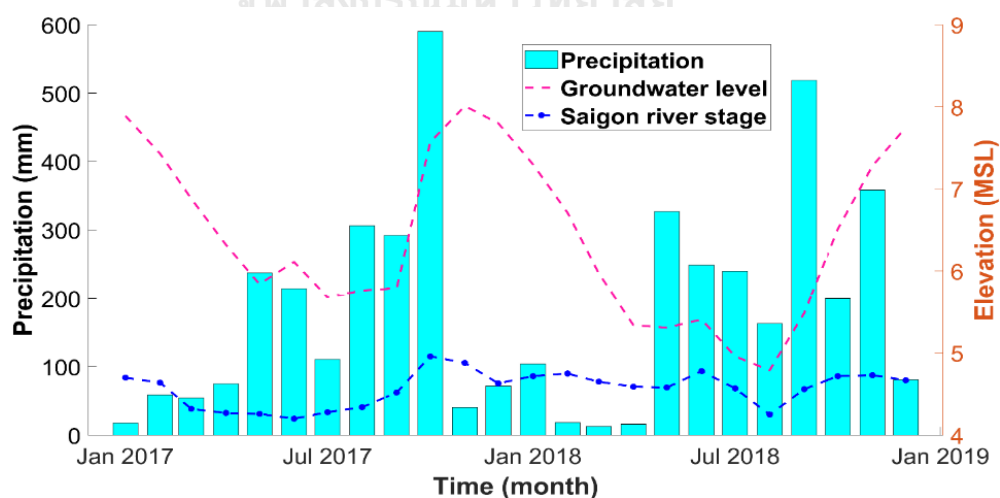 600
500
400
300
200
100
0
Precipitation (mm)
Precipitation
Groundwater level
Saigon river stage
9
8
7
6
5
4
Elevation (MSL)
Jan 2017
Jul 2017
Jan 2018
Jul 2018
Jan 2019
Time (month)